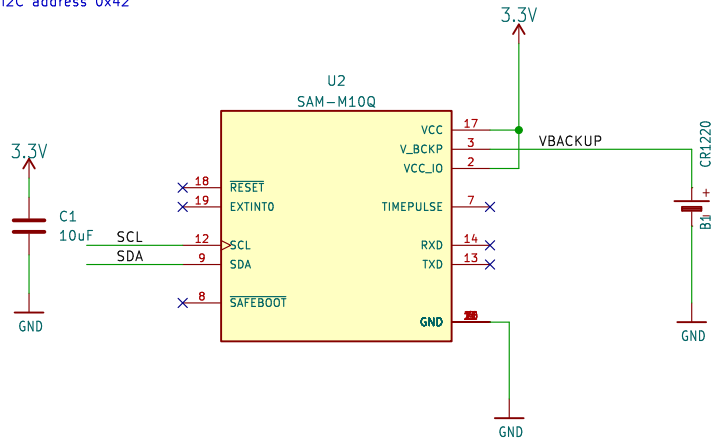 I2C address 0x42
3.3V
U2
SAM-M10Q
VCC 17
V_BCKP 3
VBACKUP
VCC_IO 2
CR1220
+
B1
3.3V
C1
10uF
18 RESET
19 EXTINT0
TIMEPULSE 7
SCL 12 SCL
RXD 14
SDA 9 SDA
TXD 13
8 SAFEBOOT
GND
GND
GND
GND